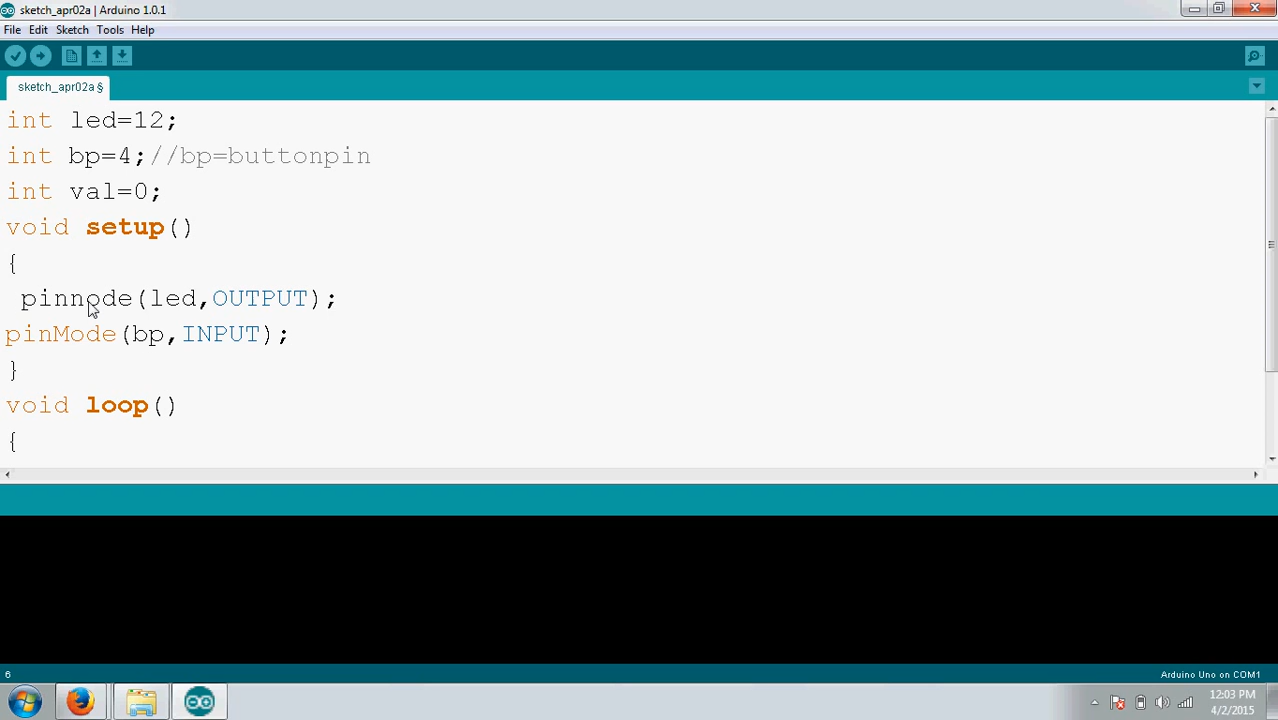 sketch_apr02a | Arduino 1.0.1
File Edit Sketch Tools Help
sketch_apr02a §
int led=12;
int bp=4;//bp=buttonpin
int val=0;
void setup()
{
pinnode(led,OUTPUT);
pinMode(bp,INPUT);
}
void loop()
{
6
Arduino Uno on COM1
12:03 PM
4/2/2015